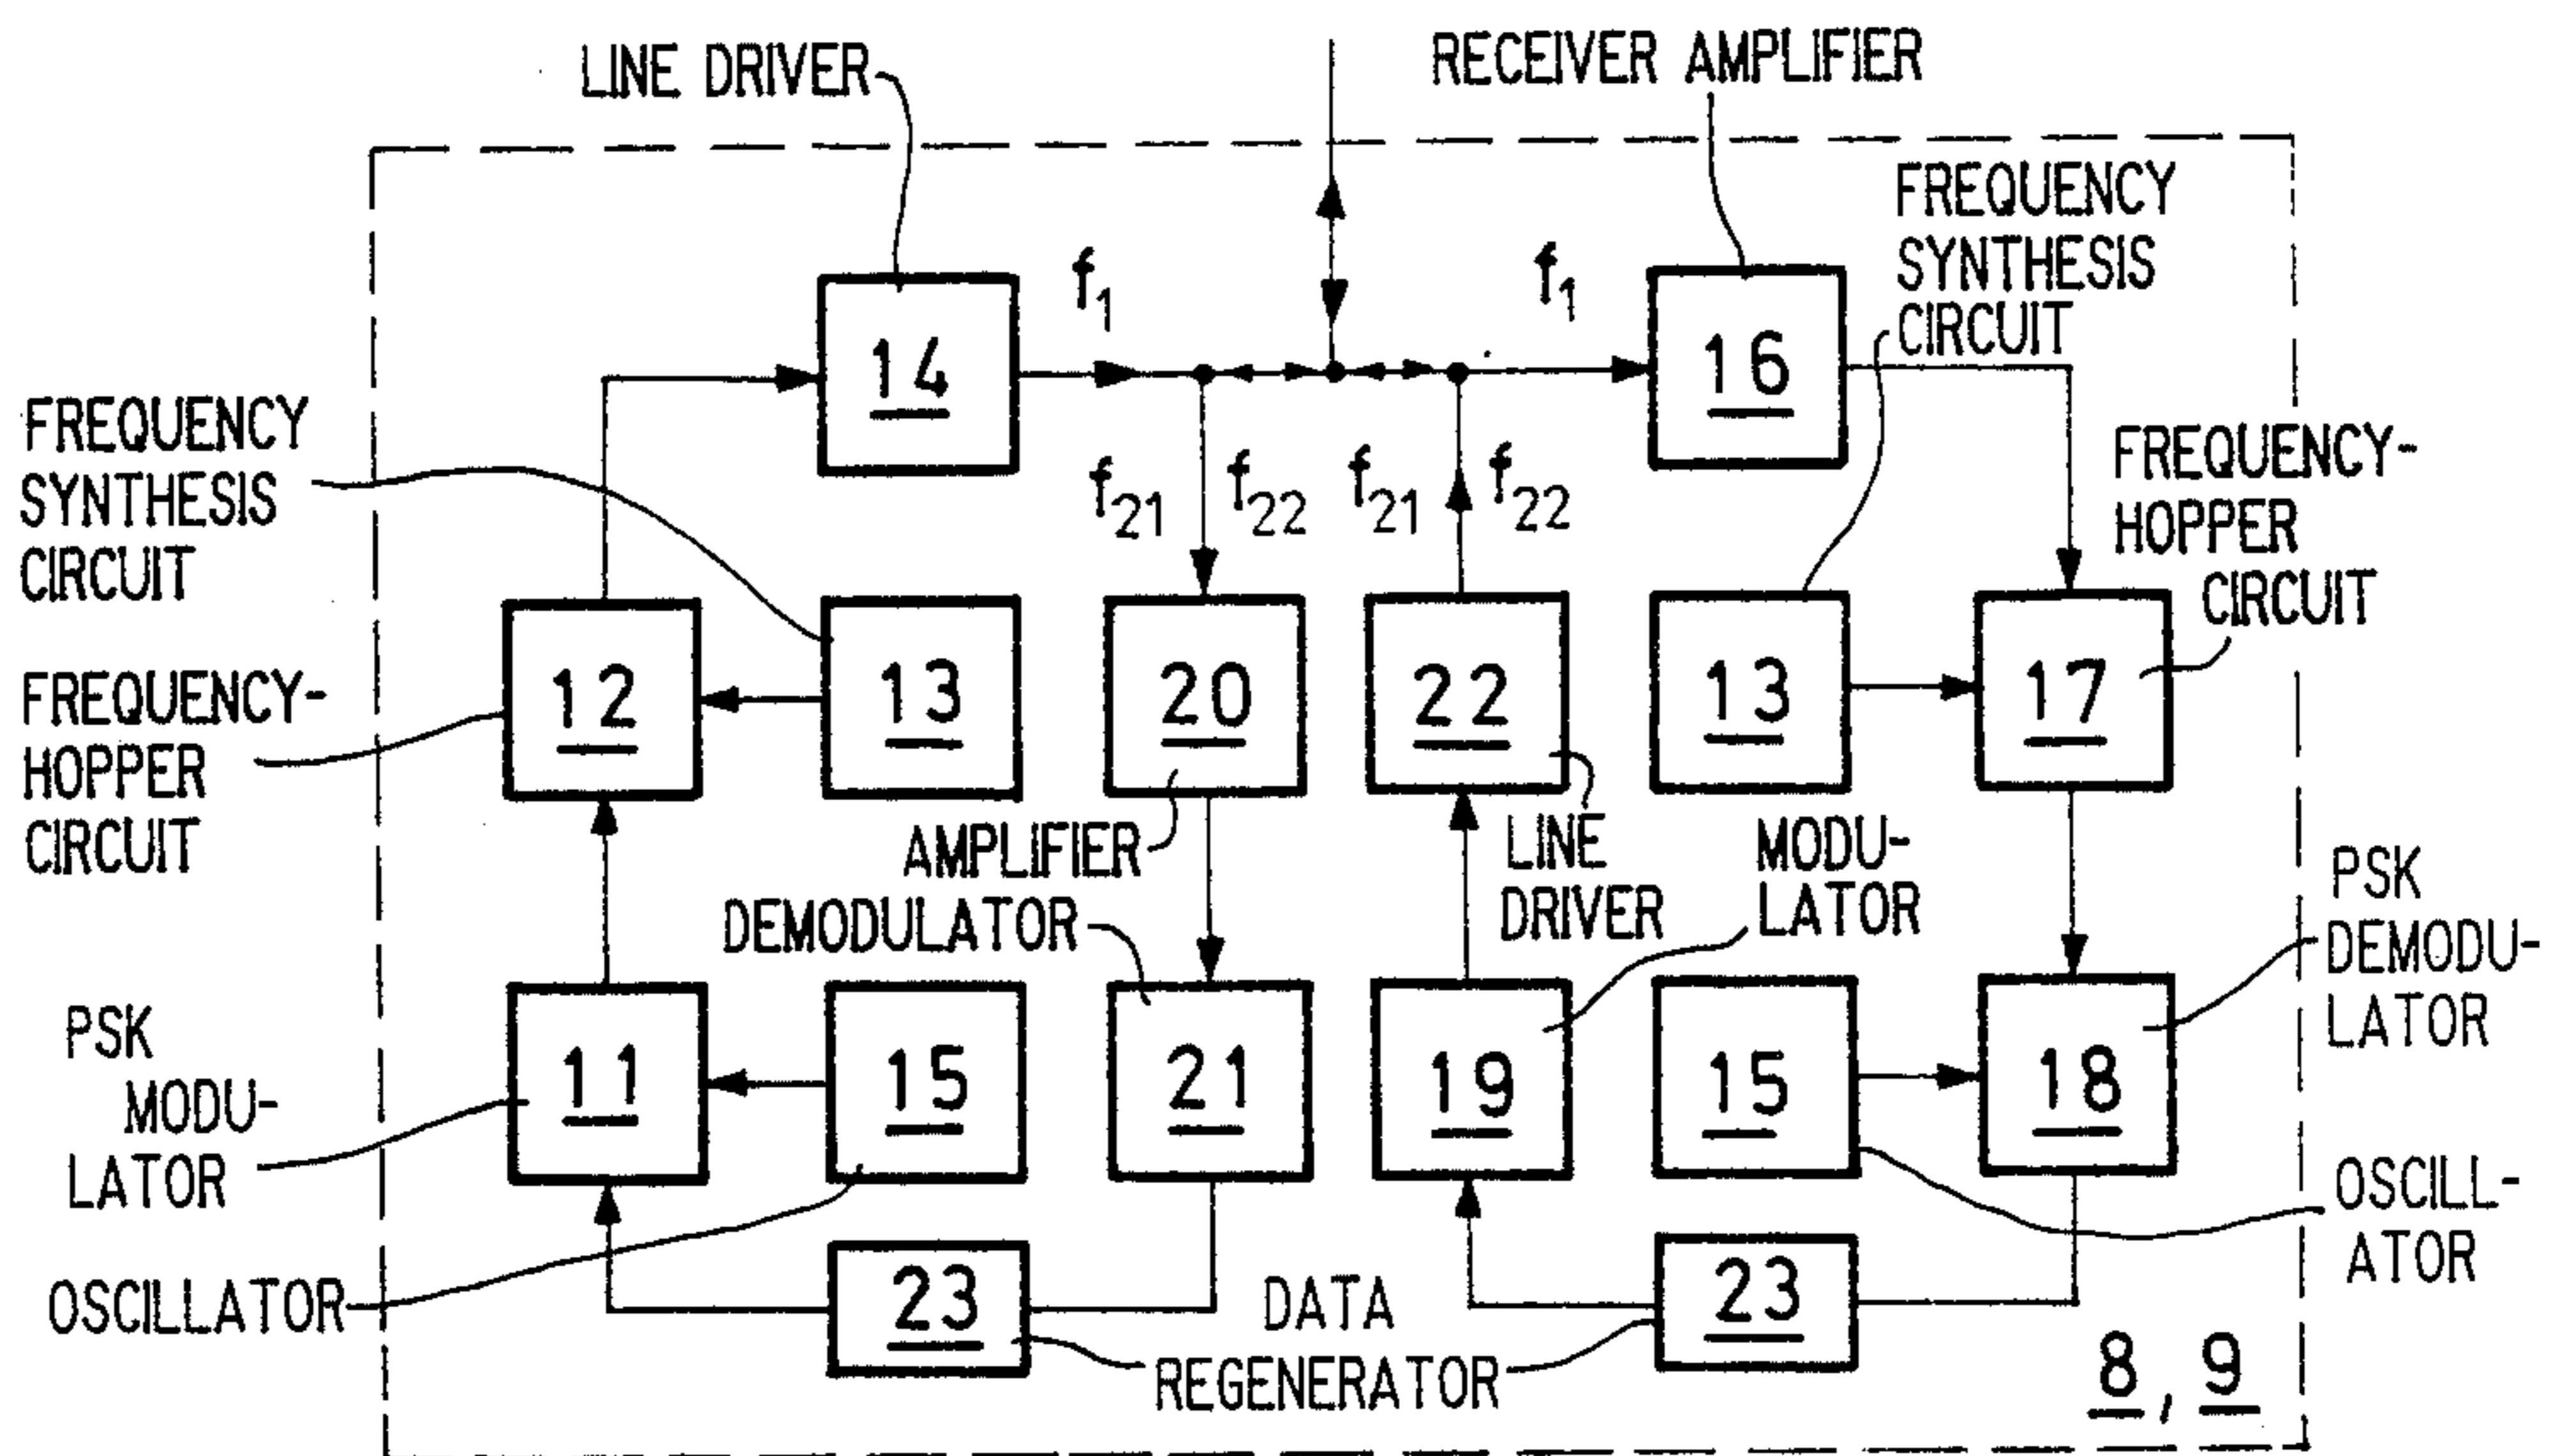 LINE DRIVER
RECEIVER AMPLIFIER
FREQUENCY
SYNTHESIS
CIRCUIT
f1
f1
14
16
FREQUENCY
SYNTHESIS
CIRCUIT
FREQUENCY-
HOPPER
CIRCUIT
f21
f22
f21
f22
12
13
20
22
13
17
FREQUENCY-
HOPPER
CIRCUIT
AMPLIFIER
LINE
DRIVER
MODU-
LATOR
DEMODULATOR
PSK
DEMODU-
LATOR
PSK
MODU-
LATOR
11
15
21
19
15
18
OSCILLATOR
OSCILL-
ATOR
23
23
DATA
REGENERATOR
8, 9